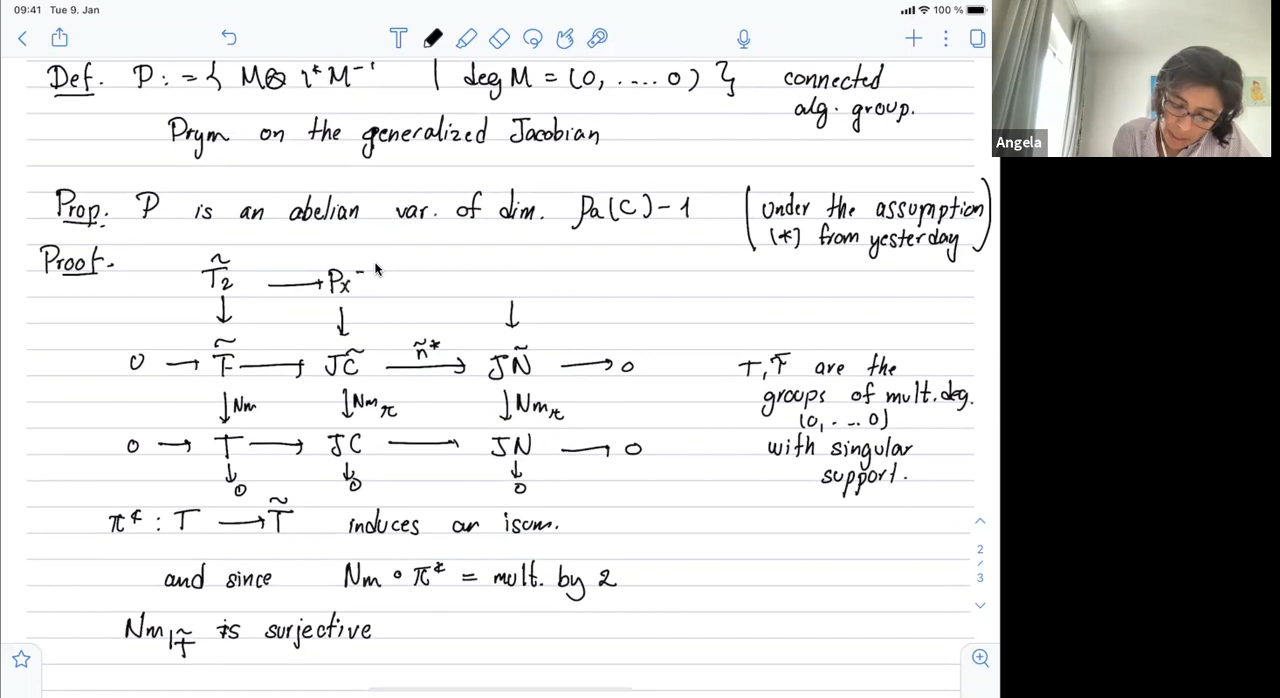 09:41 Tue 9. Jan 100 %
Def. P := { M⊗ τ* M⁻¹ | deg M = (0, .... 0) } connected
alg. group.
Prym on the generalized Jacobian
Angela
Prop. P is an abelian var. of dim. Pa(C)-1 (Under the assumption
(*) from yesterday)
Proof.
T̃₂ → Px -
↓ ↓ ↓
0 → T̃ → JC̃ —ñ*→ JÑ → 0 T, T̃ are the
groups of mult. deg.
(0, ... 0)
↓Nm ↓Nmπ ↓Nmπ
0 → T → JC → JN → 0 with singular
support.
↓ ↓ ↓
0 0 0
π* : T → T̃ induces an isom.
and since Nm ∘ π* = mult. by 2
Nm|T̃ is surjective
2
/
3